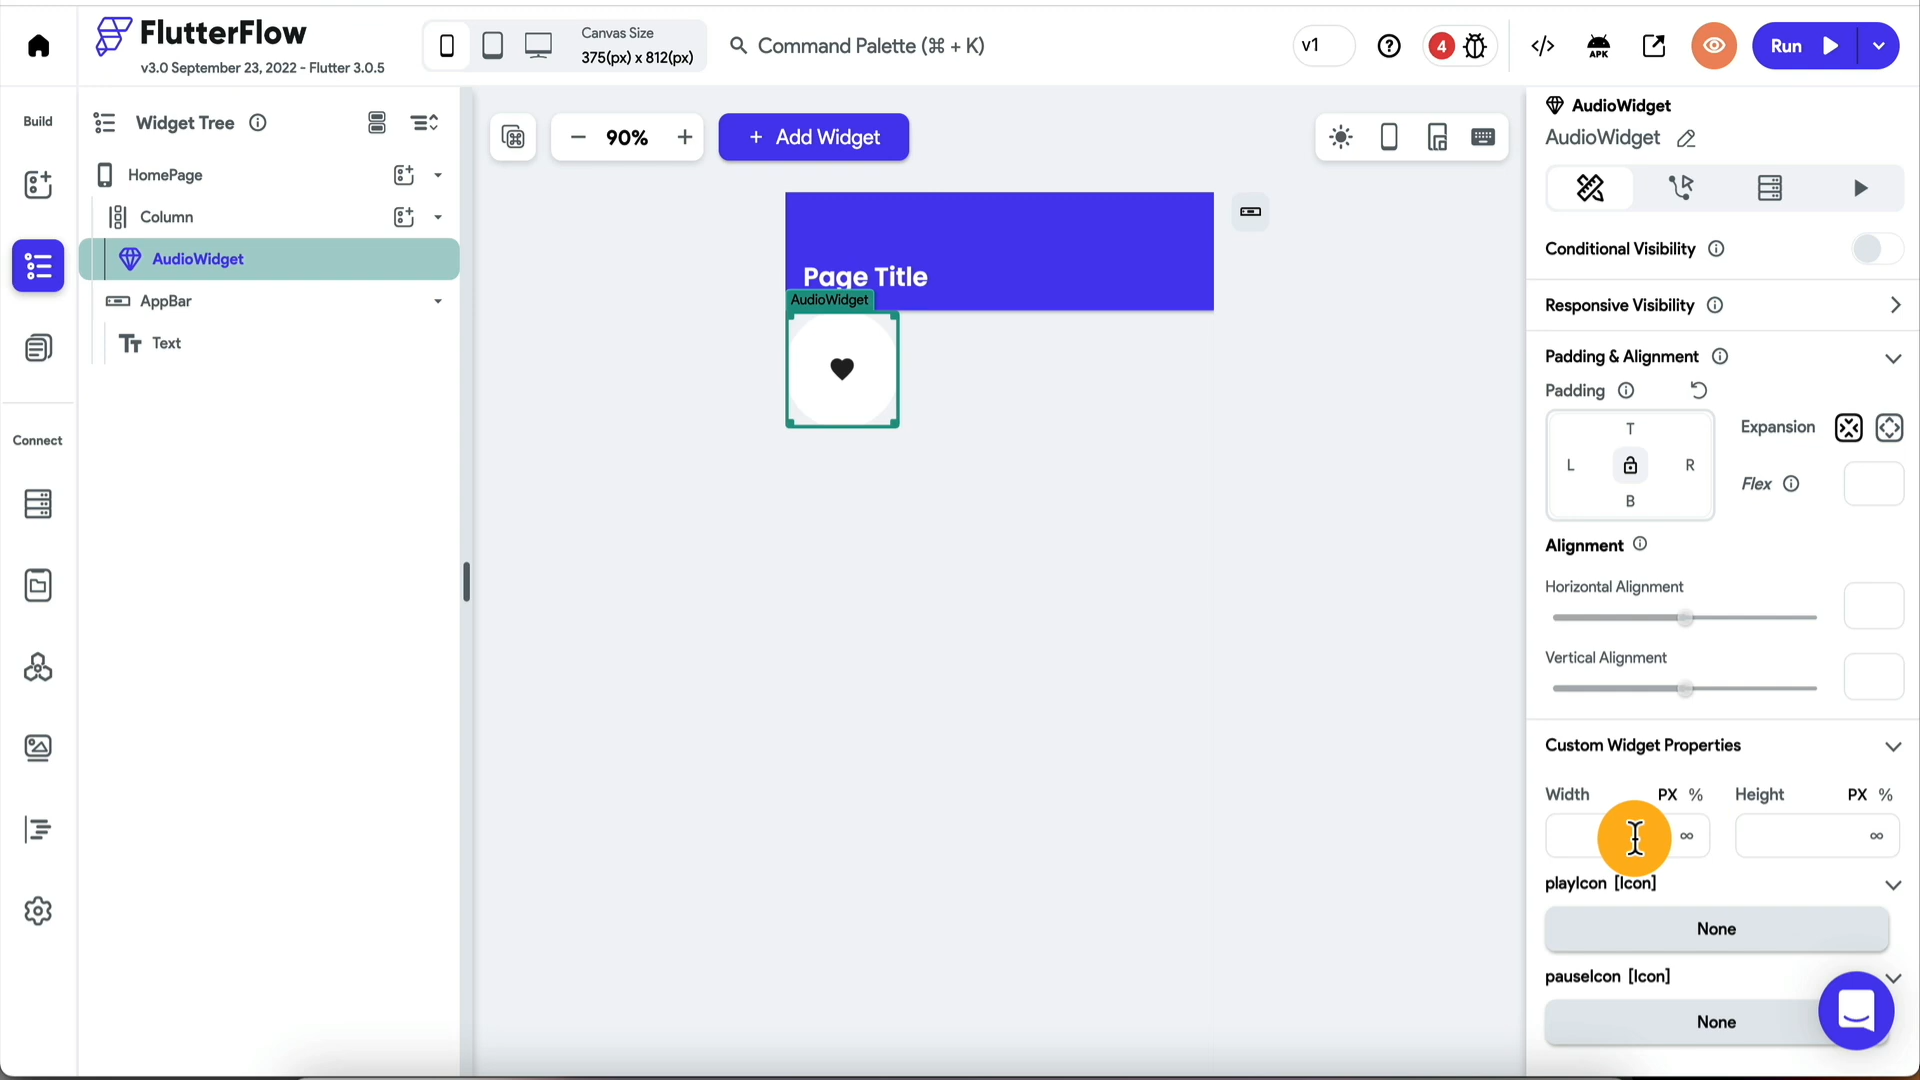 FlutterFlow
v3.0 September 23, 2022 - Flutter 3.0.5
Canvas Size
375(px) x 812(px)
Command Palette (⌘ + K)
v1
4
APK
Run
Build
Connect
Widget Tree
HomePage
Column
AudioWidget
AppBar
Tт Text
90%
+ Add Widget
Page Title
AudioWidget
AudioWidget
AudioWidget
Conditional Visibility
Responsive Visibility
Padding & Alignment
Padding
T
L
R
B
Expansion
Flex
Alignment
Horizontal Alignment
Vertical Alignment
Custom Widget Properties
Width PX % Height PX %
∞ ∞
playIcon [Icon]
None
pauseIcon [Icon]
None